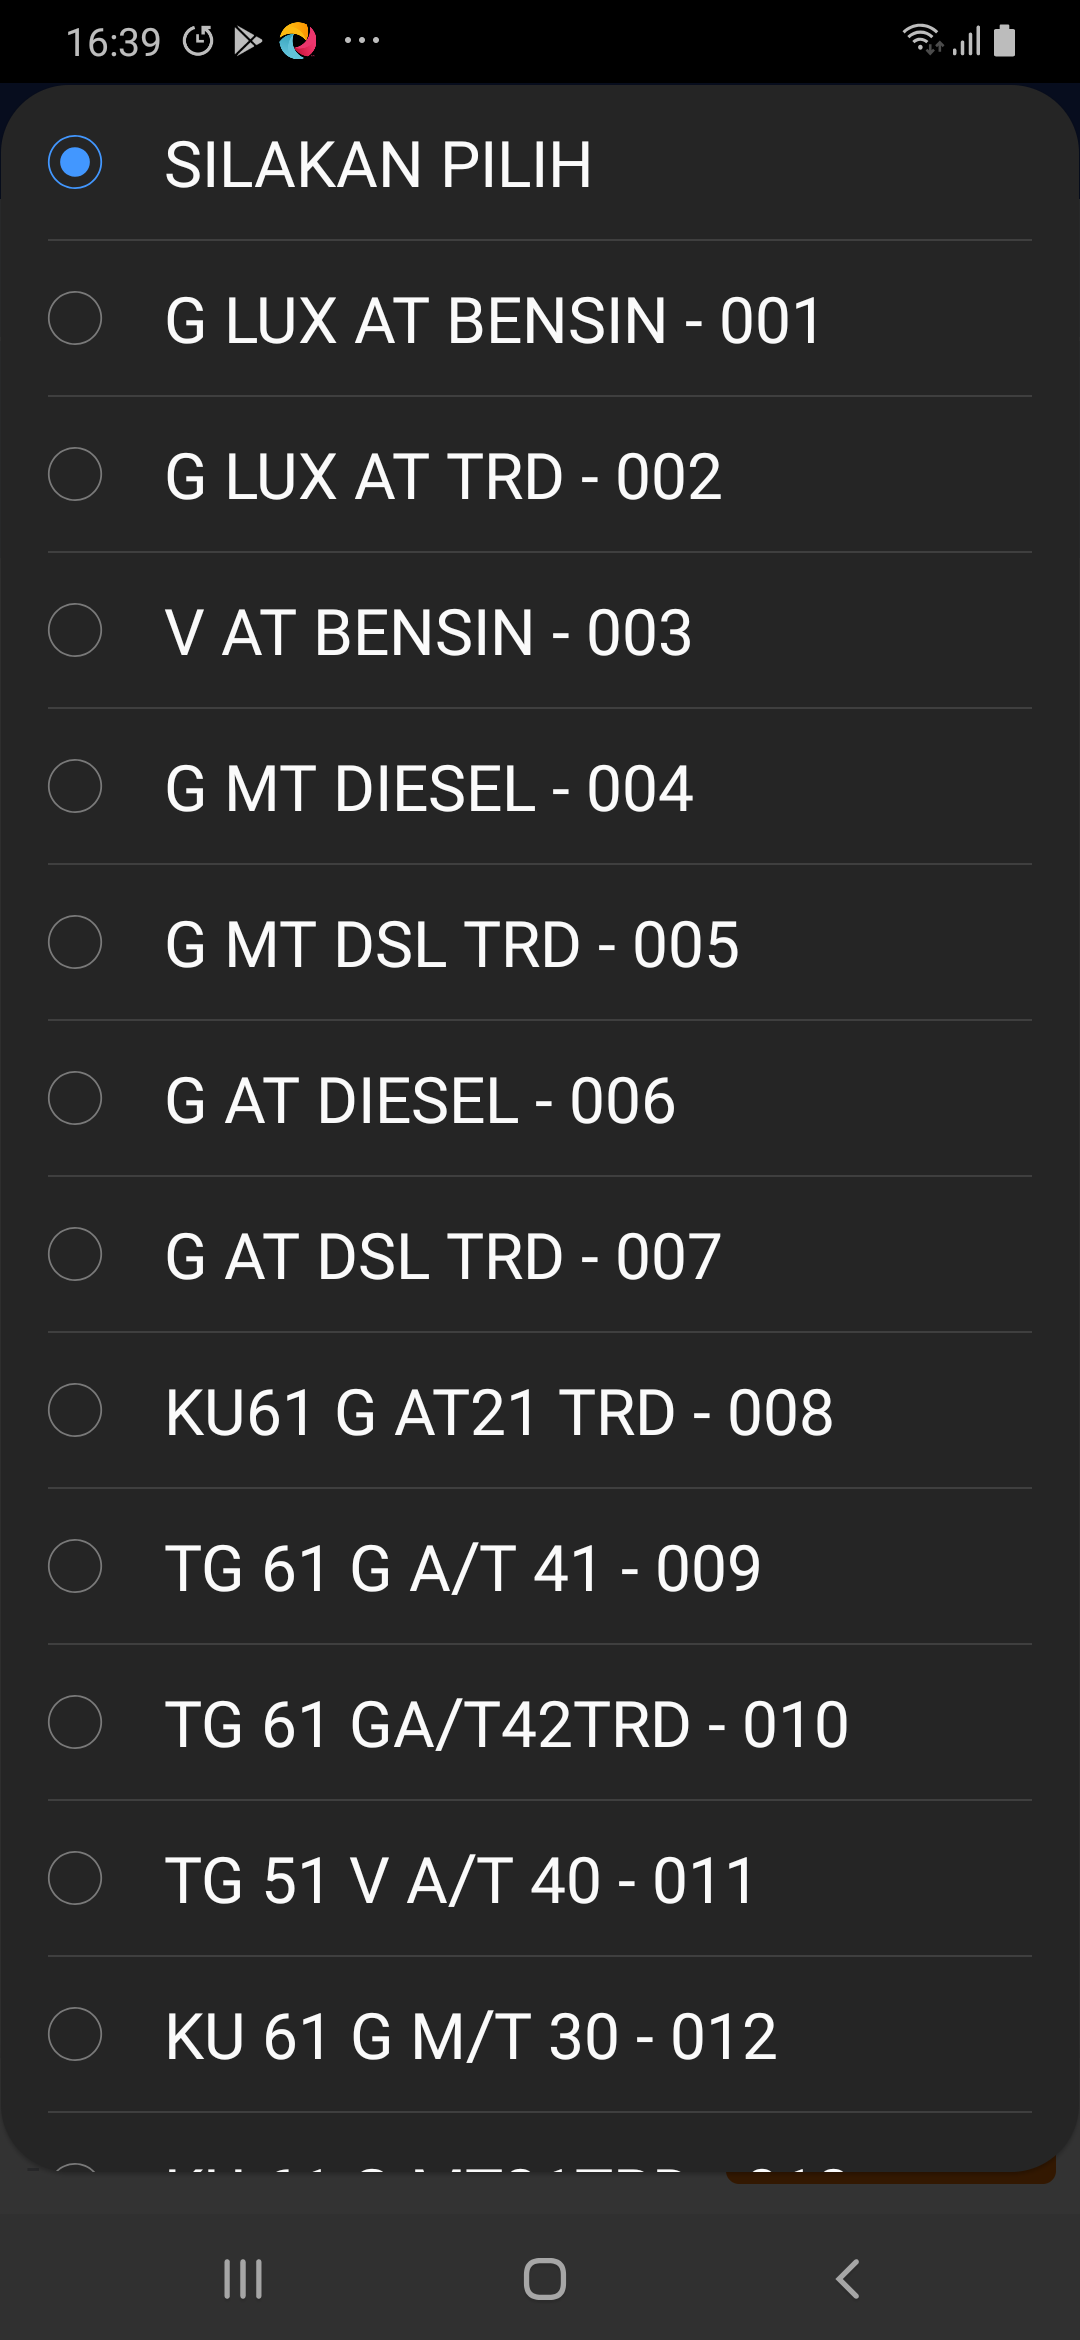 16:39
SILAKAN PILIH
G LUX AT BENSIN - 001
G LUX AT TRD - 002
V AT BENSIN - 003
G MT DIESEL - 004
G MT DSL TRD - 005
G AT DIESEL - 006
G AT DSL TRD - 007
KU61 G AT21 TRD - 008
TG 61 G A/T 41 - 009
TG 61 GA/T42TRD - 010
TG 51 V A/T 40 - 011
KU 61 G M/T 30 - 012